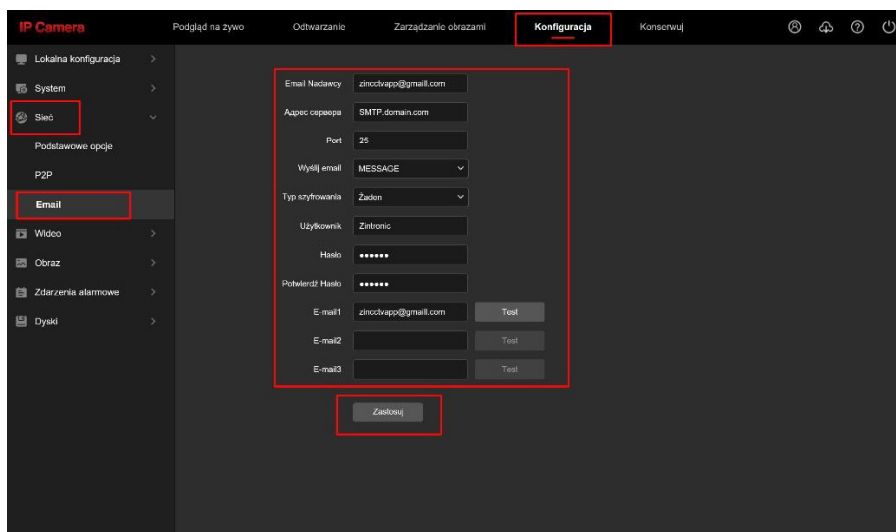 IP Camera
Podgląd na żywo
Odtwarzanie
Zarządzanie obrazami
Konfiguracja
Konserwuj
Lokalna konfiguracja
System
Sieć
Podstawowe opcje
P2P
Email
Wideo
Obraz
Zdarzenia alarmowe
Dyski
Email Nadawcy zincctvapp@gmaill.com
Адрес сервера SMTP.domain.com
Port 25
Wyślij email MESSAGE
Typ szyfrowania Żaden
Użytkownik Zintronic
Hasło ••••••
Potwierdź Hasło ••••••
E-mail1 zincctvapp@gmaill.com Test
E-mail2 Test
E-mail3 Test
Zastosuj